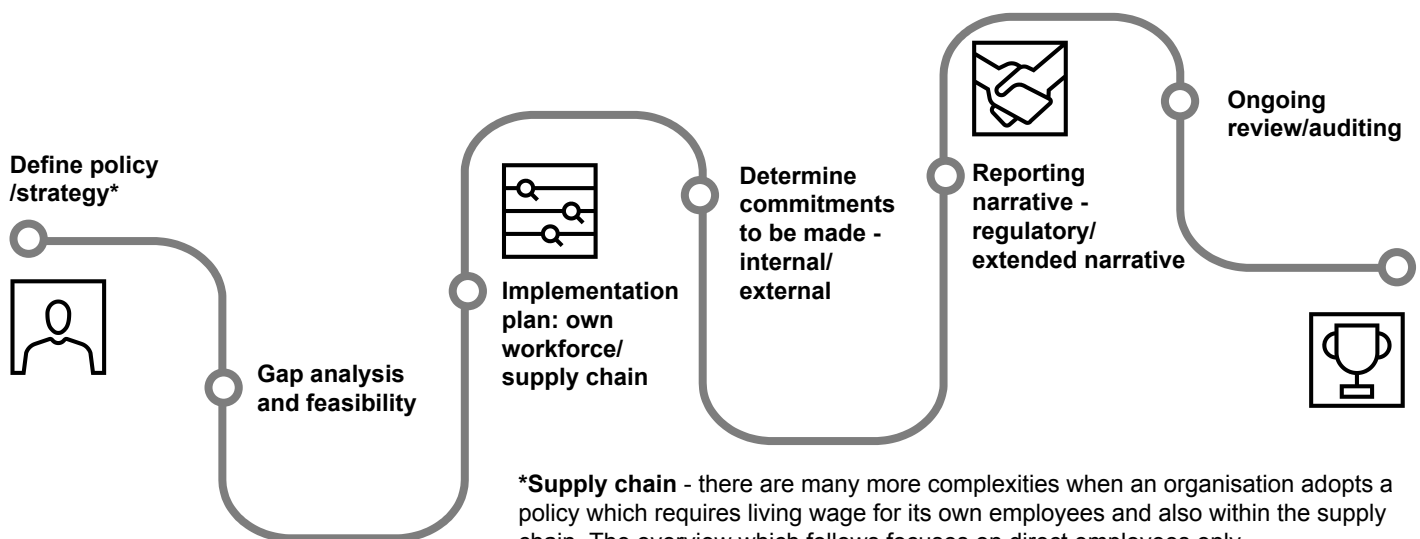 Define policy
/strategy*
Gap analysis
and feasibility
Implementation
plan: own
workforce/
supply chain
Determine
commitments
to be made -
internal/
external
Reporting
narrative -
regulatory/
extended narrative
Ongoing
review/auditing
*Supply chain - there are many more complexities when an organisation adopts a
policy which requires living wage for its own employees and also within the supply
chain. The overview which follows focuses on direct employees only.